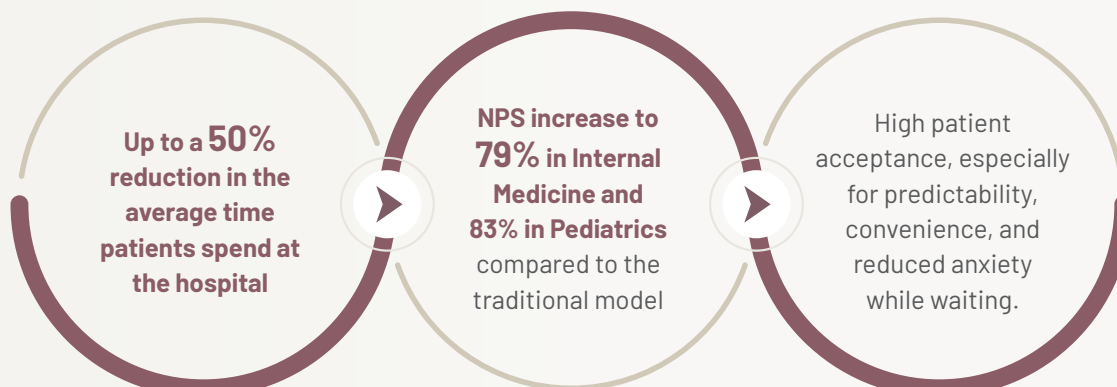 Up to a 50%
reduction in the
average time
patients spend at
the hospital
NPS increase to
79% in Internal
Medicine and
83% in Pediatrics
compared to the
traditional model
High patient
acceptance, especially
for predictability,
convenience, and
reduced anxiety
while waiting.